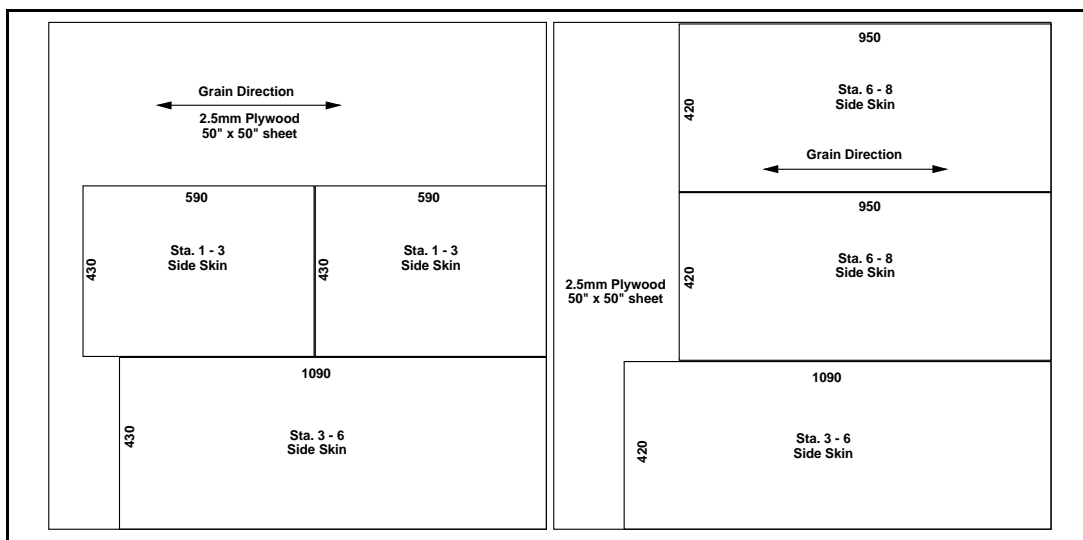 Grain Direction
2.5mm Plywood
50" x 50" sheet
590
590
430
Sta. 1 - 3
Side Skin
430
Sta. 1 - 3
Side Skin
1090
430
Sta. 3 - 6
Side Skin
950
420
Sta. 6 - 8
Side Skin
Grain Direction
950
420
Sta. 6 - 8
Side Skin
2.5mm Plywood
50" x 50" sheet
1090
420
Sta. 3 - 6
Side Skin